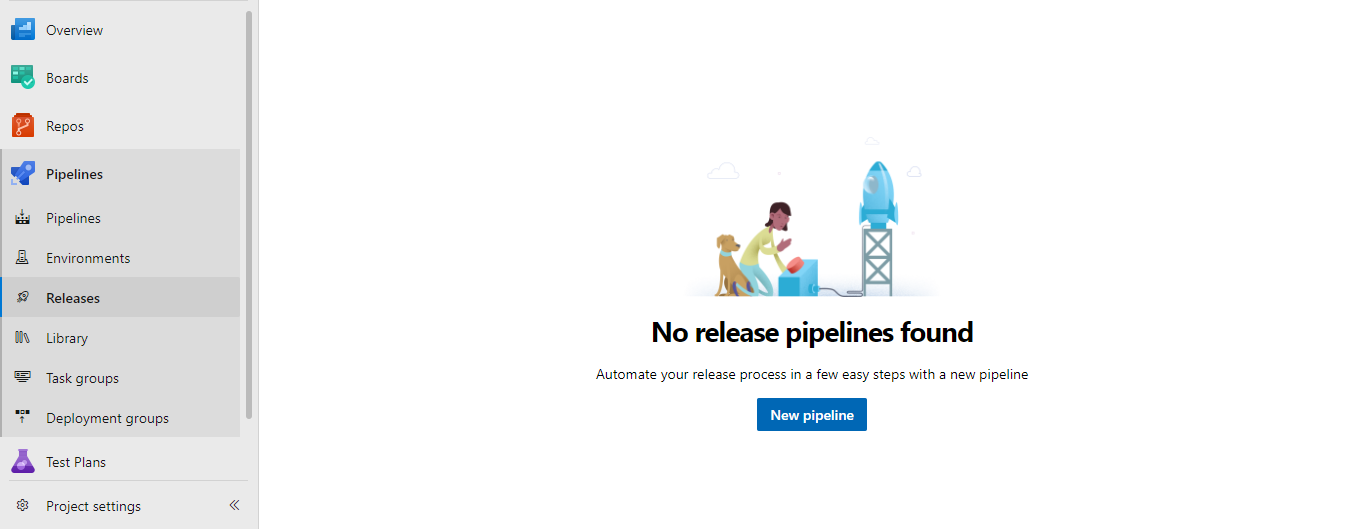 Overview
Boards
Repos
Pipelines
Pipelines
Environments
Releases
Library
Task groups
Deployment groups
Test Plans
Project settings
No release pipelines found
Automate your release process in a few easy steps with a new pipeline
New pipeline